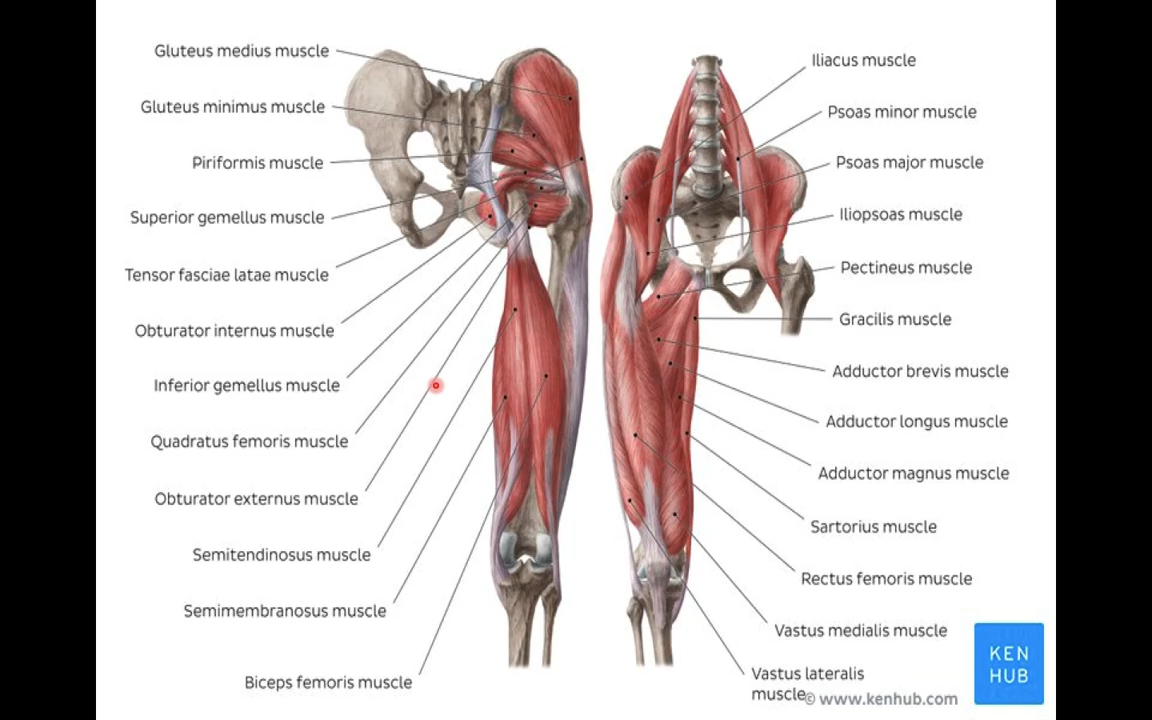 Gluteus medius muscle
Gluteus minimus muscle
Piriformis muscle
Superior gemellus muscle
Tensor fasciae latae muscle
Obturator internus muscle
Inferior gemellus muscle
Quadratus femoris muscle
Obturator externus muscle
Semitendinosus muscle
Semimembranosus muscle
Biceps femoris muscle
Iliacus muscle
Psoas minor muscle
Psoas major muscle
Iliopsoas muscle
Pectineus muscle
Gracilis muscle
Adductor brevis muscle
Adductor longus muscle
Adductor magnus muscle
Sartorius muscle
Rectus femoris muscle
Vastus medialis muscle
Vastus lateralis
muscle
© www.kenhub.com
KEN
HUB